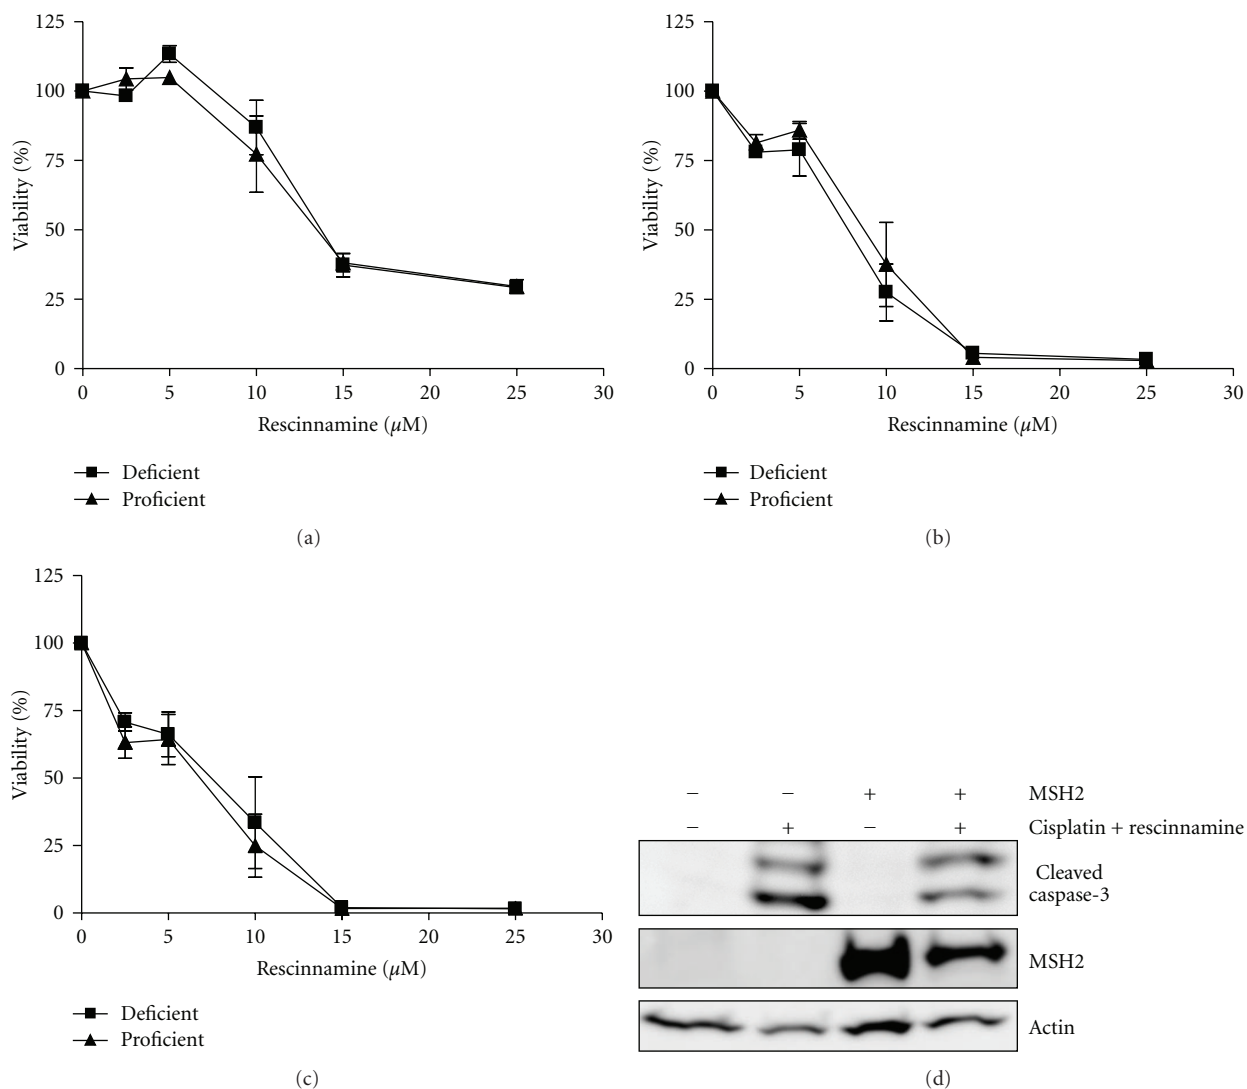 125
100
75
50
25
0
Viability (%)
0 5 10 15 20 25 30
Rescinnamine (μM)
Deficient
Proficient
(a)
125
100
75
50
25
0
Viability (%)
0 5 10 15 20 25 30
Rescinnamine (μM)
Deficient
Proficient
(b)
125
100
75
50
25
0
Viability (%)
0 5 10 15 20 25 30
Rescinnamine (μM)
Deficient
Proficient
(c)
− − + + MSH2
− + − + Cisplatin + rescinnamine
Cleaved
caspase-3
MSH2
Actin
(d)